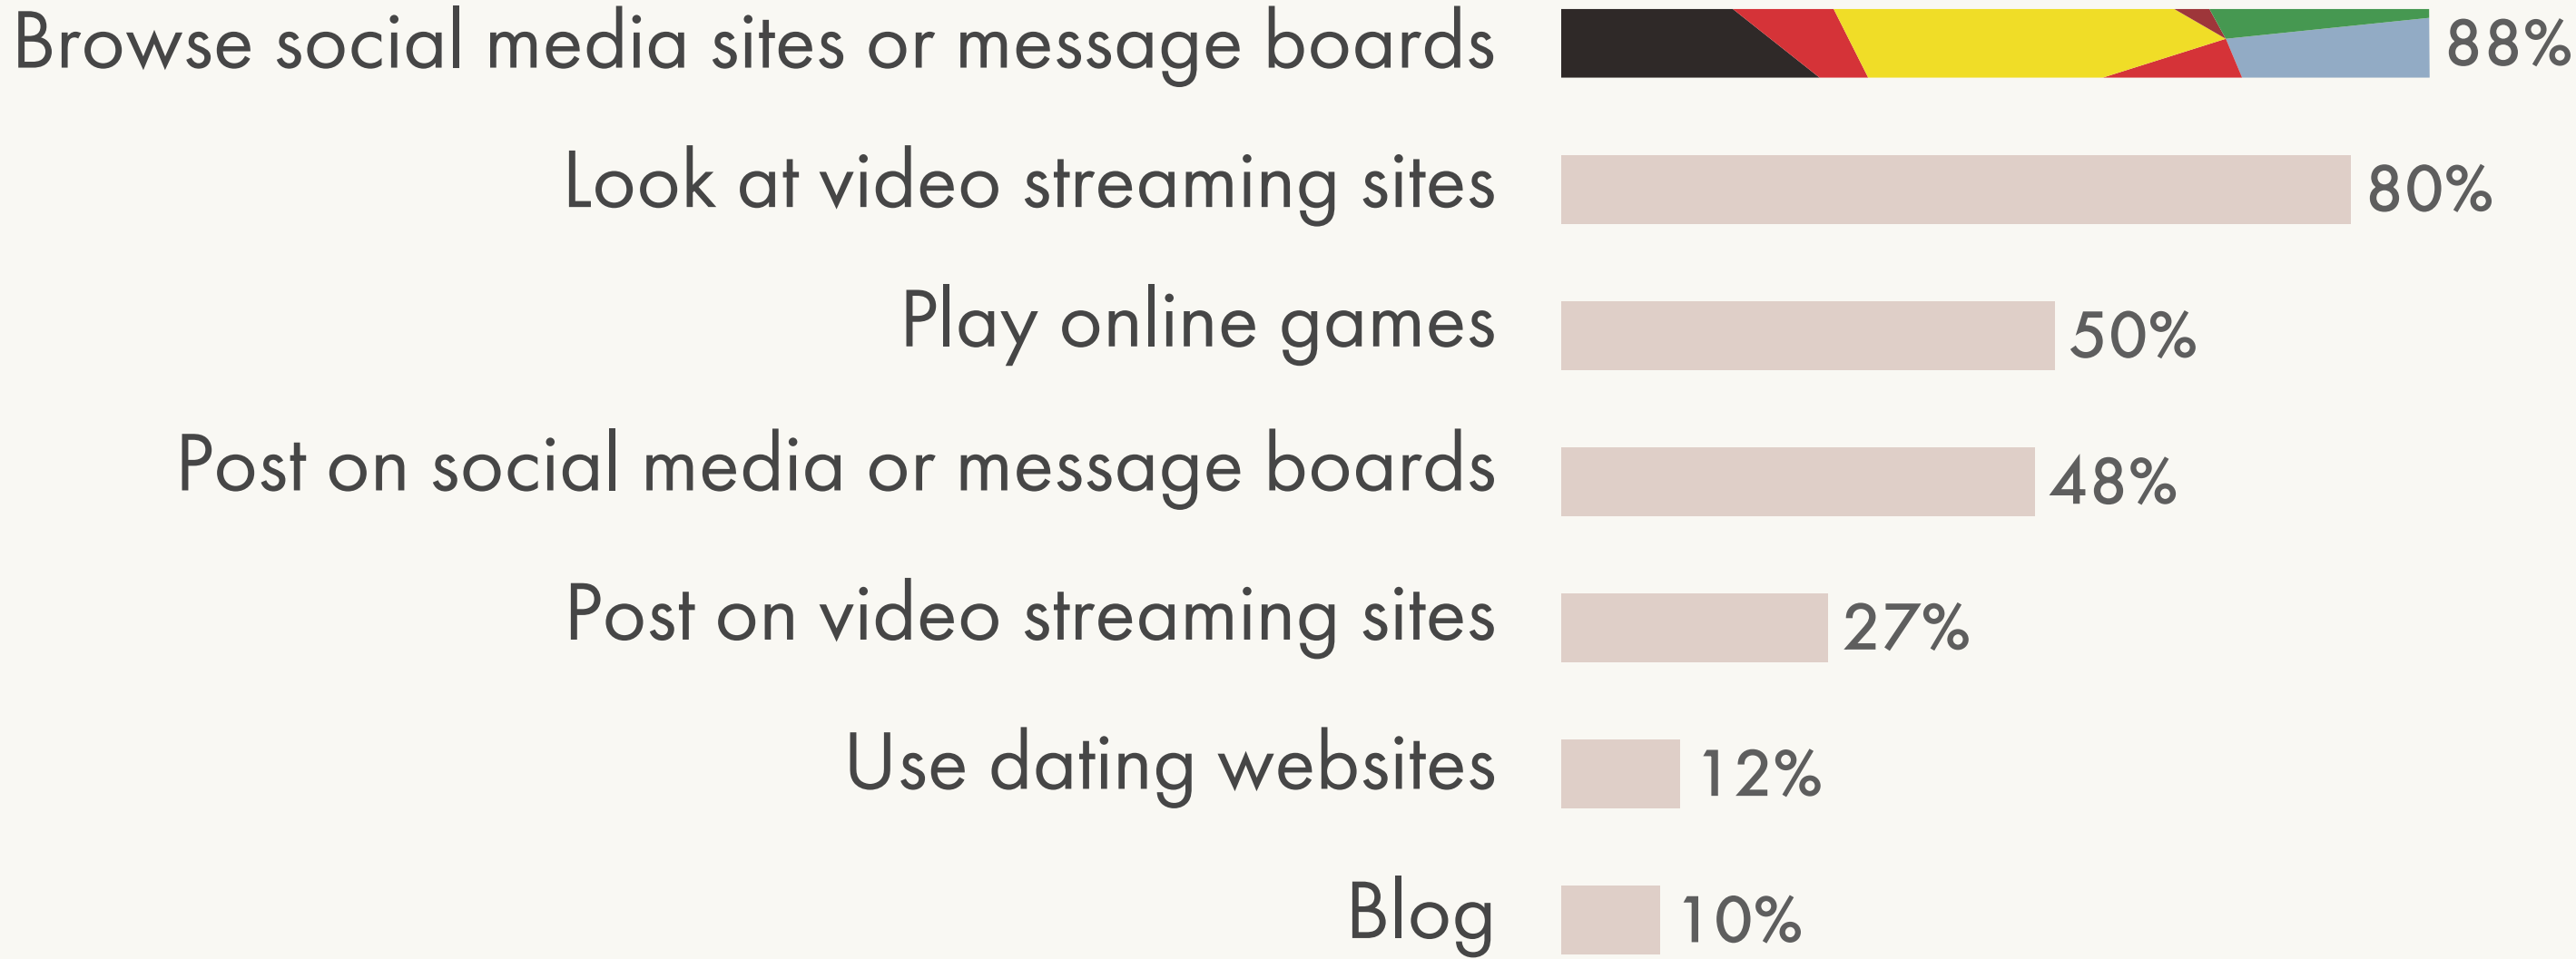 Browse social media sites or message boards 88%
Look at video streaming sites 80%
Play online games 50%
Post on social media or message boards 48%
Post on video streaming sites 27%
Use dating websites 12%
Blog 10%